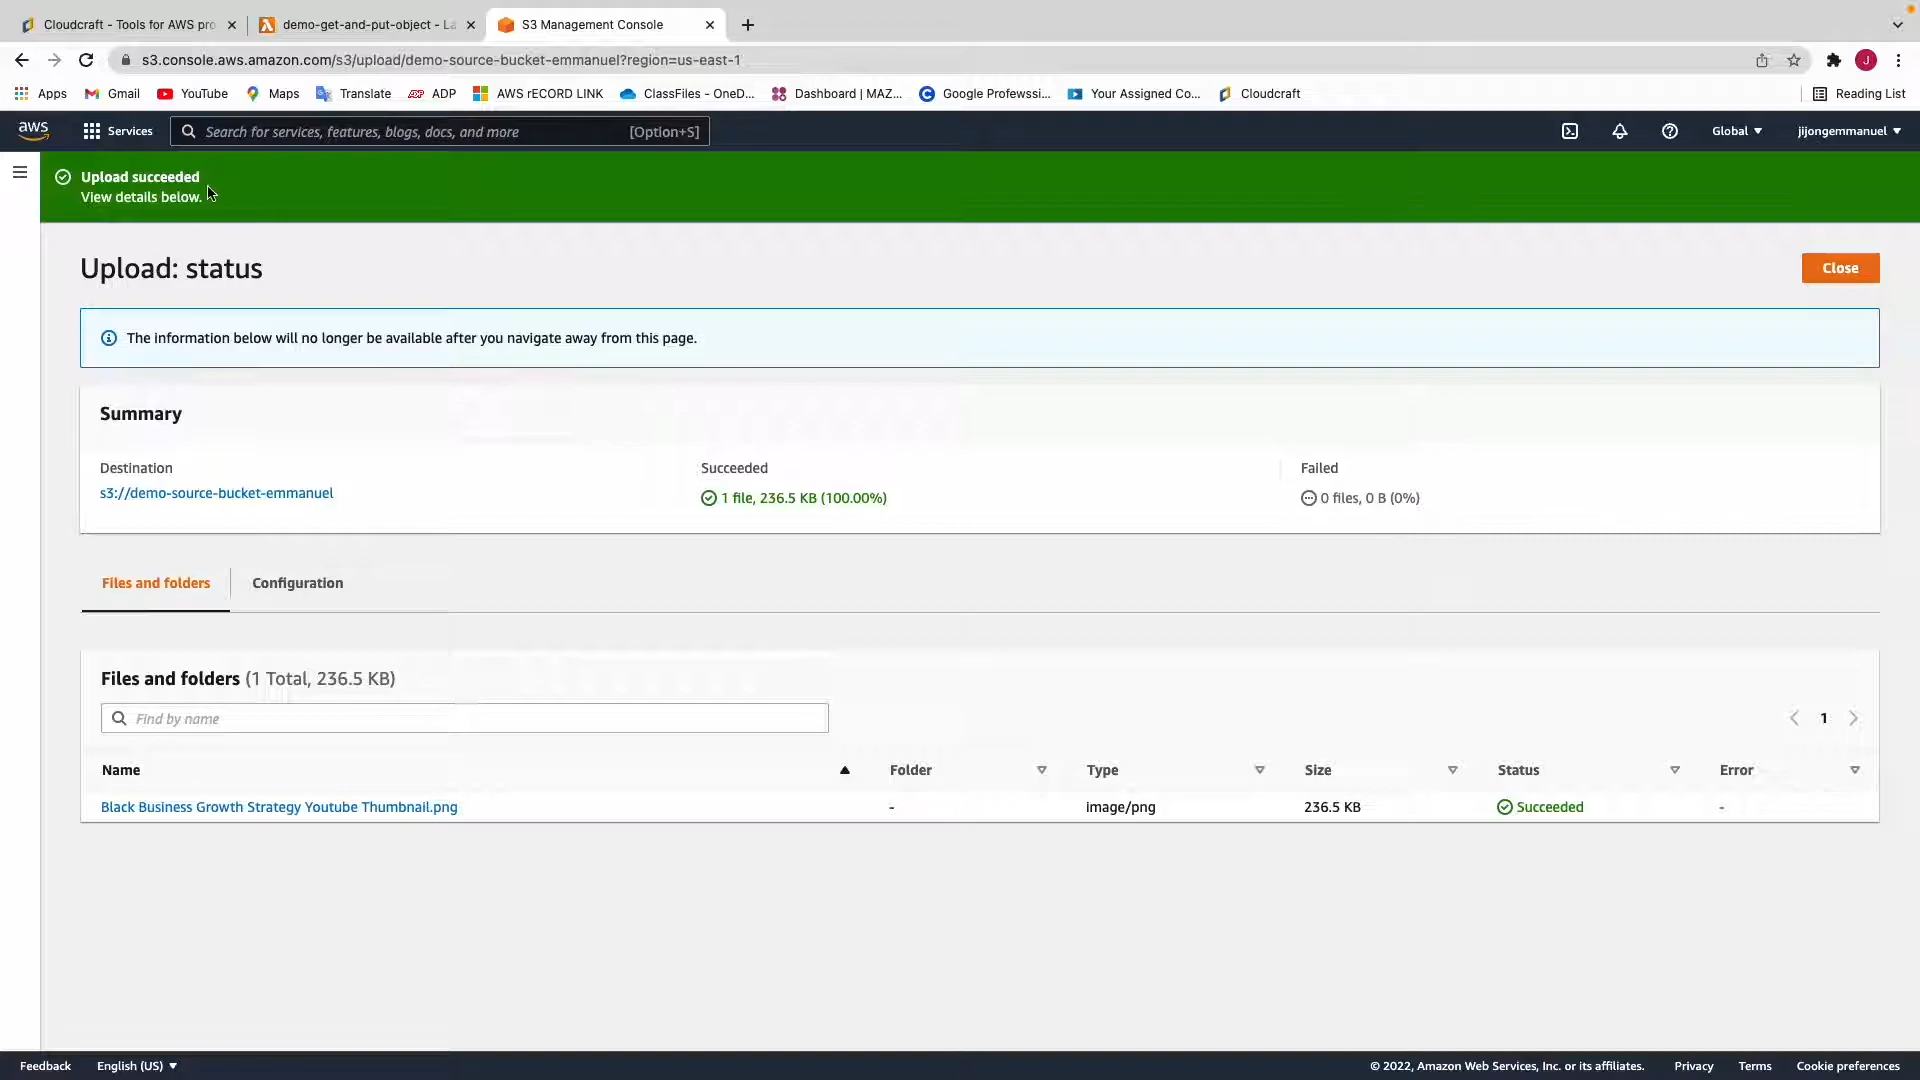 Cloudcraft - Tools for AWS pro
demo-get-and-put-object - La
S3 Management Console
s3.console.aws.amazon.com/s3/upload/demo-source-bucket-emmanuel?region=us-east-1
J
Apps Gmail YouTube Maps Translate ADP AWS rECORD LINK ClassFiles - OneD... Dashboard | MAZ... Google Profewssi... Your Assigned Co... Cloudcraft Reading List
aws Services Search for services, features, blogs, docs, and more [Option+S] Global jijongemmanuel
Upload succeeded
View details below.
Upload: status
Close
The information below will no longer be available after you navigate away from this page.
Summary
Destination Succeeded Failed
s3://demo-source-bucket-emmanuel 1 file, 236.5 KB (100.00%) 0 files, 0 B (0%)
Files and folders Configuration
Files and folders (1 Total, 236.5 KB)
Find by name 1
Name Folder Type Size Status Error
Black Business Growth Strategy Youtube Thumbnail.png - image/png 236.5 KB Succeeded -
Feedback English (US) © 2022, Amazon Web Services, Inc. or its affiliates. Privacy Terms Cookie preferences